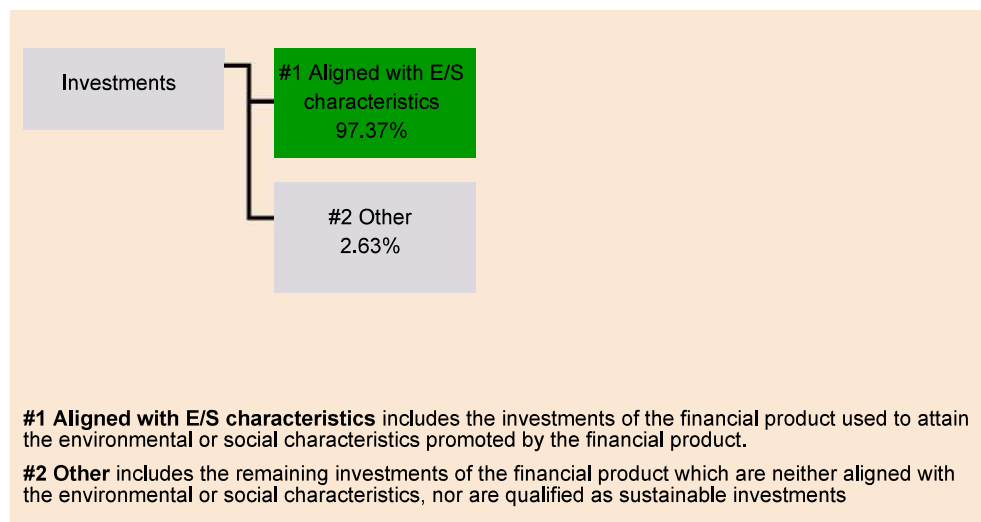 Investments
#1 Aligned with E/S
characteristics
97.37%
#2 Other
2.63%
#1 Aligned with E/S characteristics includes the investments of the financial product used to attain
the environmental or social characteristics promoted by the financial product.
#2 Other includes the remaining investments of the financial product which are neither aligned with
the environmental or social characteristics, nor are qualified as sustainable investments